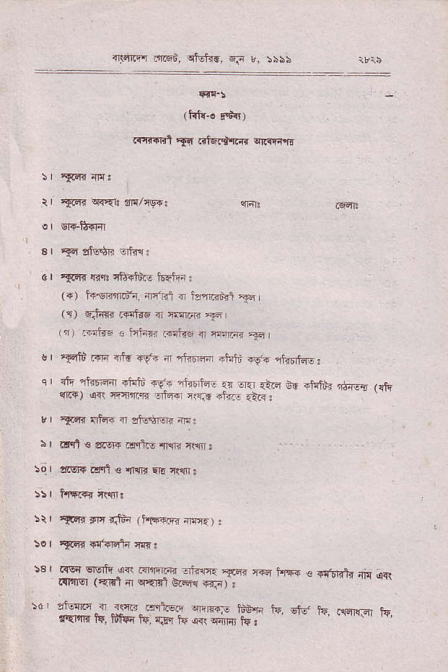 বাংলাদেশ গেজেট, অতিরিক্ত, জুন ৮, ১৯৯৯ ২৮২৯
ফরম-১
(বিধি-৩ দ্রষ্টব্য)
বেসরকারী স্কুল রেজিস্ট্রেশনের আবেদনপত্র
১। স্কুলের নাম ঃ
২। স্কুলের অবস্থাঃ গ্রাম/সড়ক ঃ থানাঃ জেলাঃ
৩। ডাক-ঠিকানা
৪। স্কুল প্রতিষ্ঠার তারিখ ঃ
৫। স্কুলের ধরণঃ সঠিকটিতে চিহ্নদিন ঃ
(ক) কিন্ডারগার্টেন, নার্সারী বা প্রিপারেটরী স্কুল।
(খ) জুনিয়র কেমব্রিজ বা সমমানের স্কুল।
(গ) কেমব্রিজ ও সিনিয়র কেমব্রিজ বা সমমানের স্কুল।
৬। স্কুলটি কোন ব্যক্তি কর্তৃক না পরিচালনা কমিটি কর্তৃক পরিচালিত ঃ
৭। যদি পরিচালনা কমিটি কর্তৃক পরিচালিত হয় তাহা হইলে উক্ত কমিটির গঠনতন্ত্র (যদি
থাকে) এবং সদস্যগণের তালিকা সংযুক্ত করিতে হইবে ঃ
৮। স্কুলের মালিক বা প্রতিষ্ঠাতার নাম ঃ
৯। শ্রেণী ও প্রত্যেক শ্রেণীতে শাখার সংখ্যা ঃ
১০। প্রত্যেক শ্রেণী ও শাখার ছাত্র সংখ্যা ঃ
১১। শিক্ষকের সংখ্যা ঃ
১২। স্কুলের ক্লাস রুটিন (শিক্ষকদের নামসহ) ঃ
১৩। স্কুলের কর্মকালীন সময় ঃ
১৪। বেতন ভাতাদি এবং যোগদানের তারিখসহ স্কুলের সকল শিক্ষক ও কর্মচারীর নাম এবং
যোগ্যতা (স্থায়ী না অস্থায়ী উল্লেখ করুন) ঃ
১৫। প্রতিমাসে বা বৎসরে শ্রেণীভেদে আদায়কৃত টিউশন ফি, ভর্তি ফি, খেলাধুলা ফি,
গ্রন্থাগার ফি, টিফিন ফি, মুদ্রণ ফি এবং অন্যান্য ফি ঃ